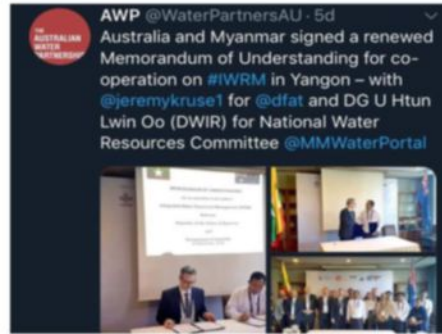 THE
AUSTRALIAN
WATER
PARTNERSHIP
AWP @WaterPartnersAU · 5d
Australia and Myanmar signed a renewed
Memorandum of Understanding for co-
operation on #IWRM in Yangon – with
@jeremykruse1 for @dfat and DG U Htun
Lwin Oo (DWIR) for National Water
Resources Committee @MMWaterPortal